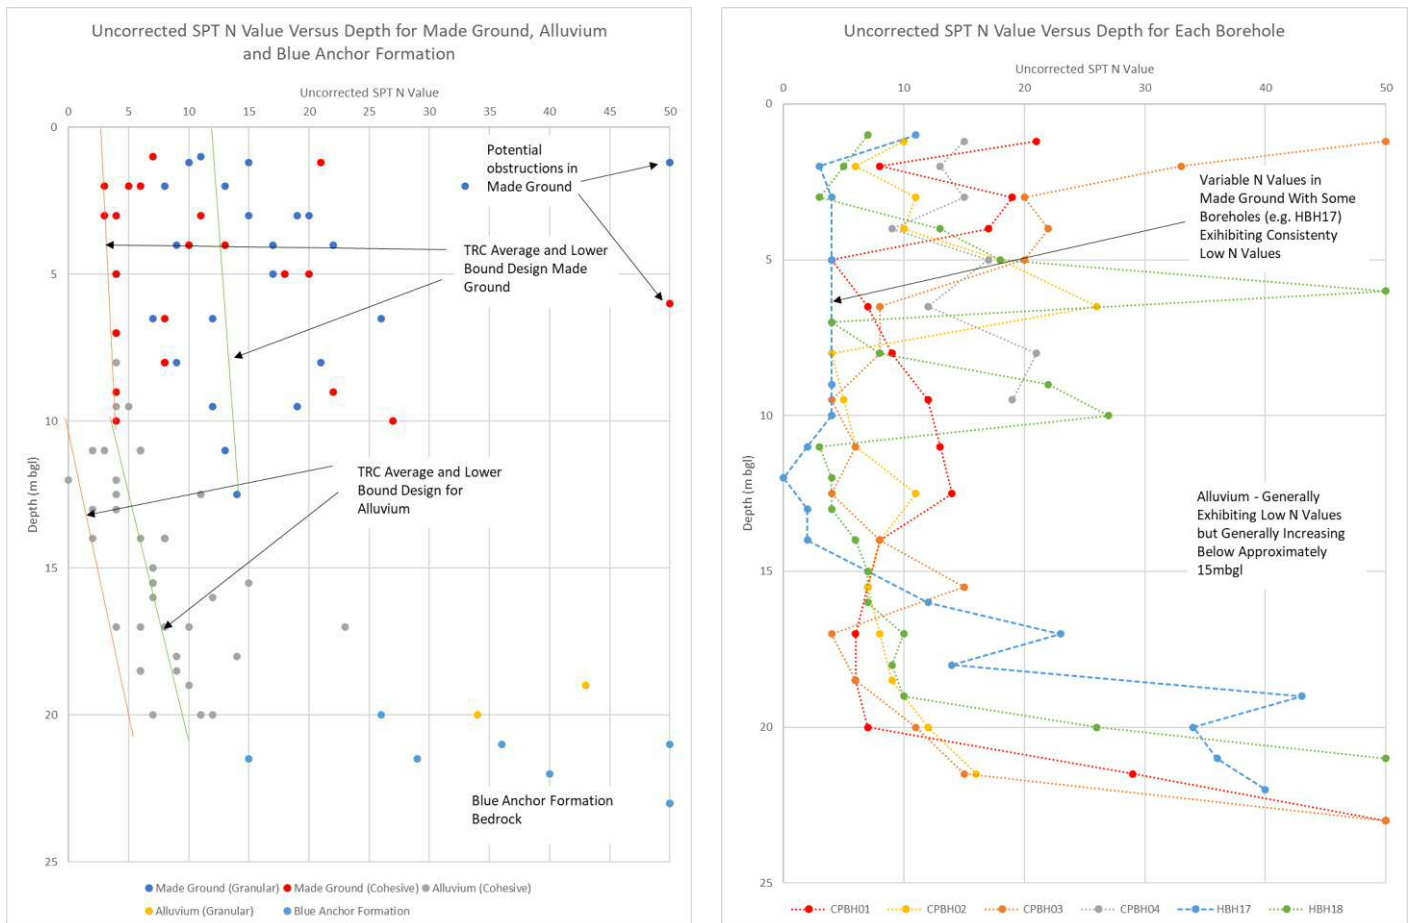 Uncorrected SPT N Value Versus Depth for Made Ground, Alluvium
and Blue Anchor Formation
Uncorrected SPT N Value
0 5 10 15 20 25 30 35 40 45 50
0
5
10
15
20
25
Depth (m bgl)
Potential
obstructions in
Made Ground
TRC Average and Lower
Bound Design Made
Ground
TRC Average and Lower
Bound Design for
Alluvium
Blue Anchor Formation
Bedrock
Made Ground (Granular) Made Ground (Cohesive) Alluvium (Cohesive)
Alluvium (Granular) Blue Anchor Formation
Uncorrected SPT N Value Versus Depth for Each Borehole
Uncorrected SPT N Value
0 10 20 30 40 50
0
5
10
15
20
25
Depth (m bgl)
Variable N Values in
Made Ground With Some
Boreholes (e.g. HBH17)
Exihibiting Consistenty
Low N Values
Alluvium - Generally
Exhibiting Low N Values
but Generally Increasing
Below Approximately
15mbgl
CPBH01 CPBH02 CPBH03 CPBH04 HBH17 HBH18